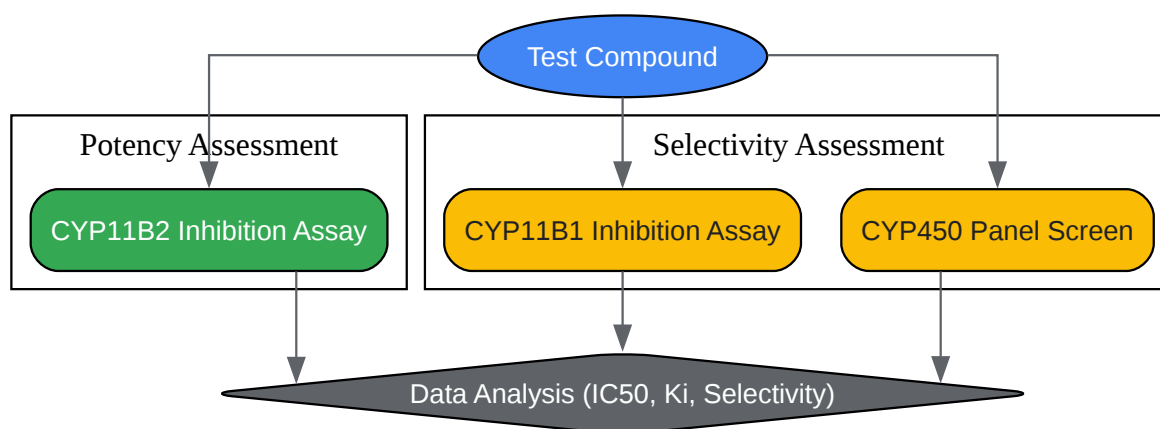 Test Compound
Potency Assessment
Selectivity Assessment
CYP11B2 Inhibition Assay
CYP11B1 Inhibition Assay
CYP450 Panel Screen
Data Analysis (IC50, Ki, Selectivity)